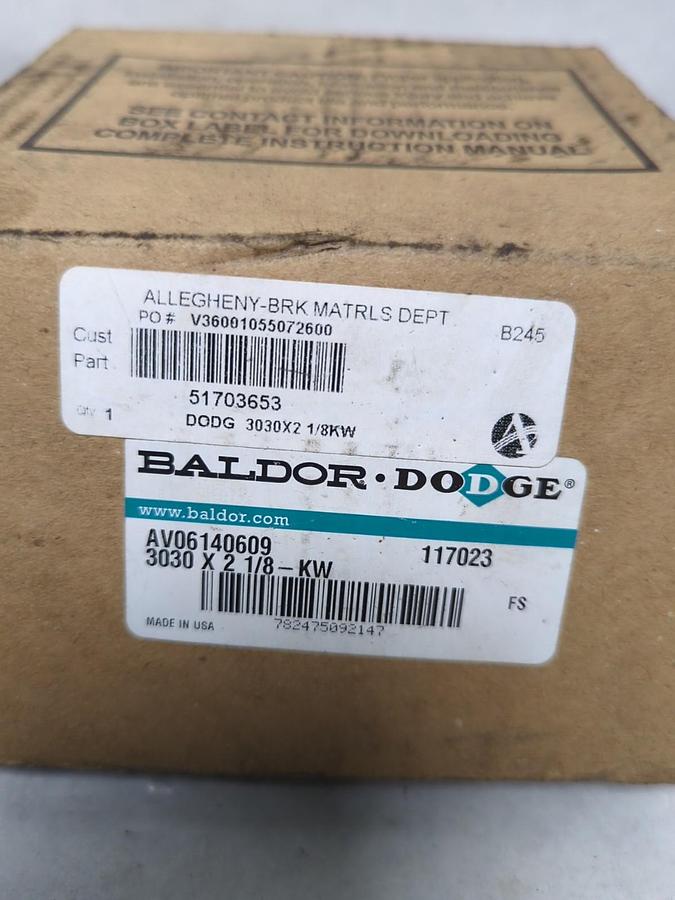 SEE CONTACT INFORMATION ON
BOX LABEL FOR DOWNLOADING
COMPLETE INSTRUCTION MANUAL
ALLEGHENY-BRK MATRLS DEPT
PO # V36001055072600
B245
Cust
Part
51703653
Qty 1
DODG 3030X2 1/8KW
A
BALDOR • DODGE®
www.baldor.com
AV06140609
117023
3030 X 2 1/8 - KW
FS
MADE IN USA
782475092147